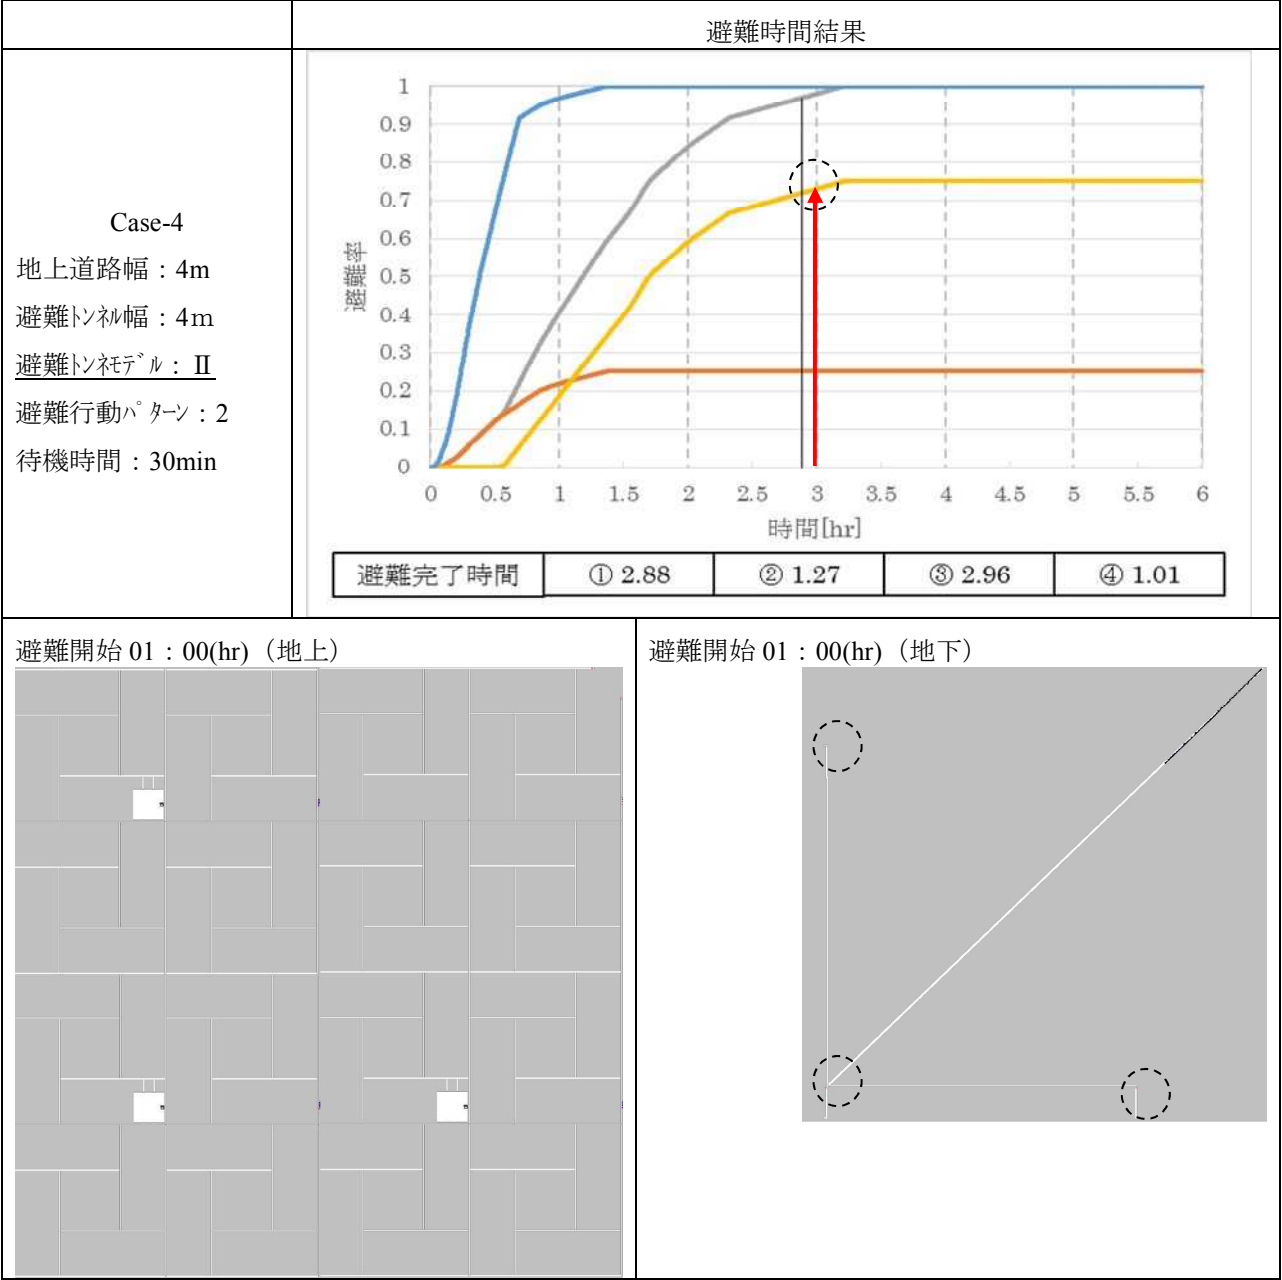 避難時間結果
Case-4
地上道路幅：4m
避難ﾄﾝﾈﾙ幅：4ｍ
避難ﾄﾝﾈﾓﾃﾞﾙ：Ⅱ
避難行動ﾊﾟﾀｰﾝ：2
待機時間：30min
1
0.9
0.8
0.7
0.6
0.5
0.4
0.3
0.2
0.1
0
避難率
0 0.5 1 1.5 2 2.5 3 3.5 4 4.5 5 5.5 6
時間[hr]
避難完了時間 ① 2.88 ② 1.27 ③ 2.96 ④ 1.01
避難開始 01：00(hr)（地上）
避難開始 01：00(hr)（地下）